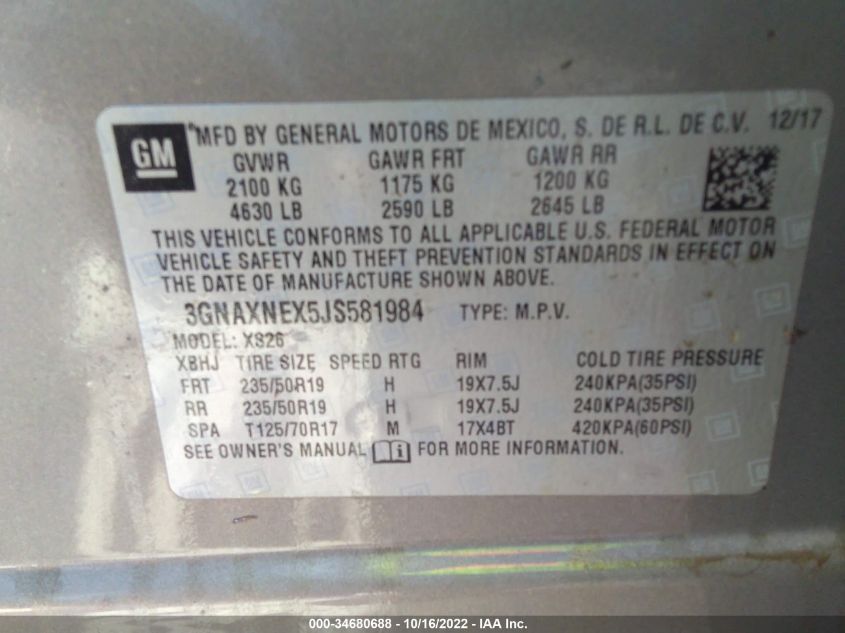 GM
MFD BY GENERAL MOTORS DE MEXICO, S. DE R.L. DE C.V. 12/17
GVWR GAWR FRT GAWR RR
2100 KG 1175 KG 1200 KG
4630 LB 2590 LB 2645 LB
THIS VEHICLE CONFORMS TO ALL APPLICABLE U.S. FEDERAL MOTOR
VEHICLE SAFETY AND THEFT PREVENTION STANDARDS IN EFFECT ON
THE DATE OF MANUFACTURE SHOWN ABOVE.
3GNAXNEX5JS581984 TYPE: M.P.V.
MODEL: XS26
XBHJ TIRE SIZE SPEED RTG RIM COLD TIRE PRESSURE
FRT 235/50R19 H 19X7.5J 240KPA(35PSI)
RR 235/50R19 H 19X7.5J 240KPA(35PSI)
SPA T125/70R17 M 17X4BT 420KPA(60PSI)
SEE OWNER'S MANUAL i FOR MORE INFORMATION.
000-34680688 - 10/16/2022 - IAA Inc.